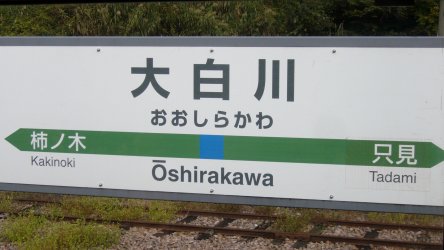 大白川
おおしらかわ
柿ノ木
Kakinoki
Ōshirakawa
只見
Tadami